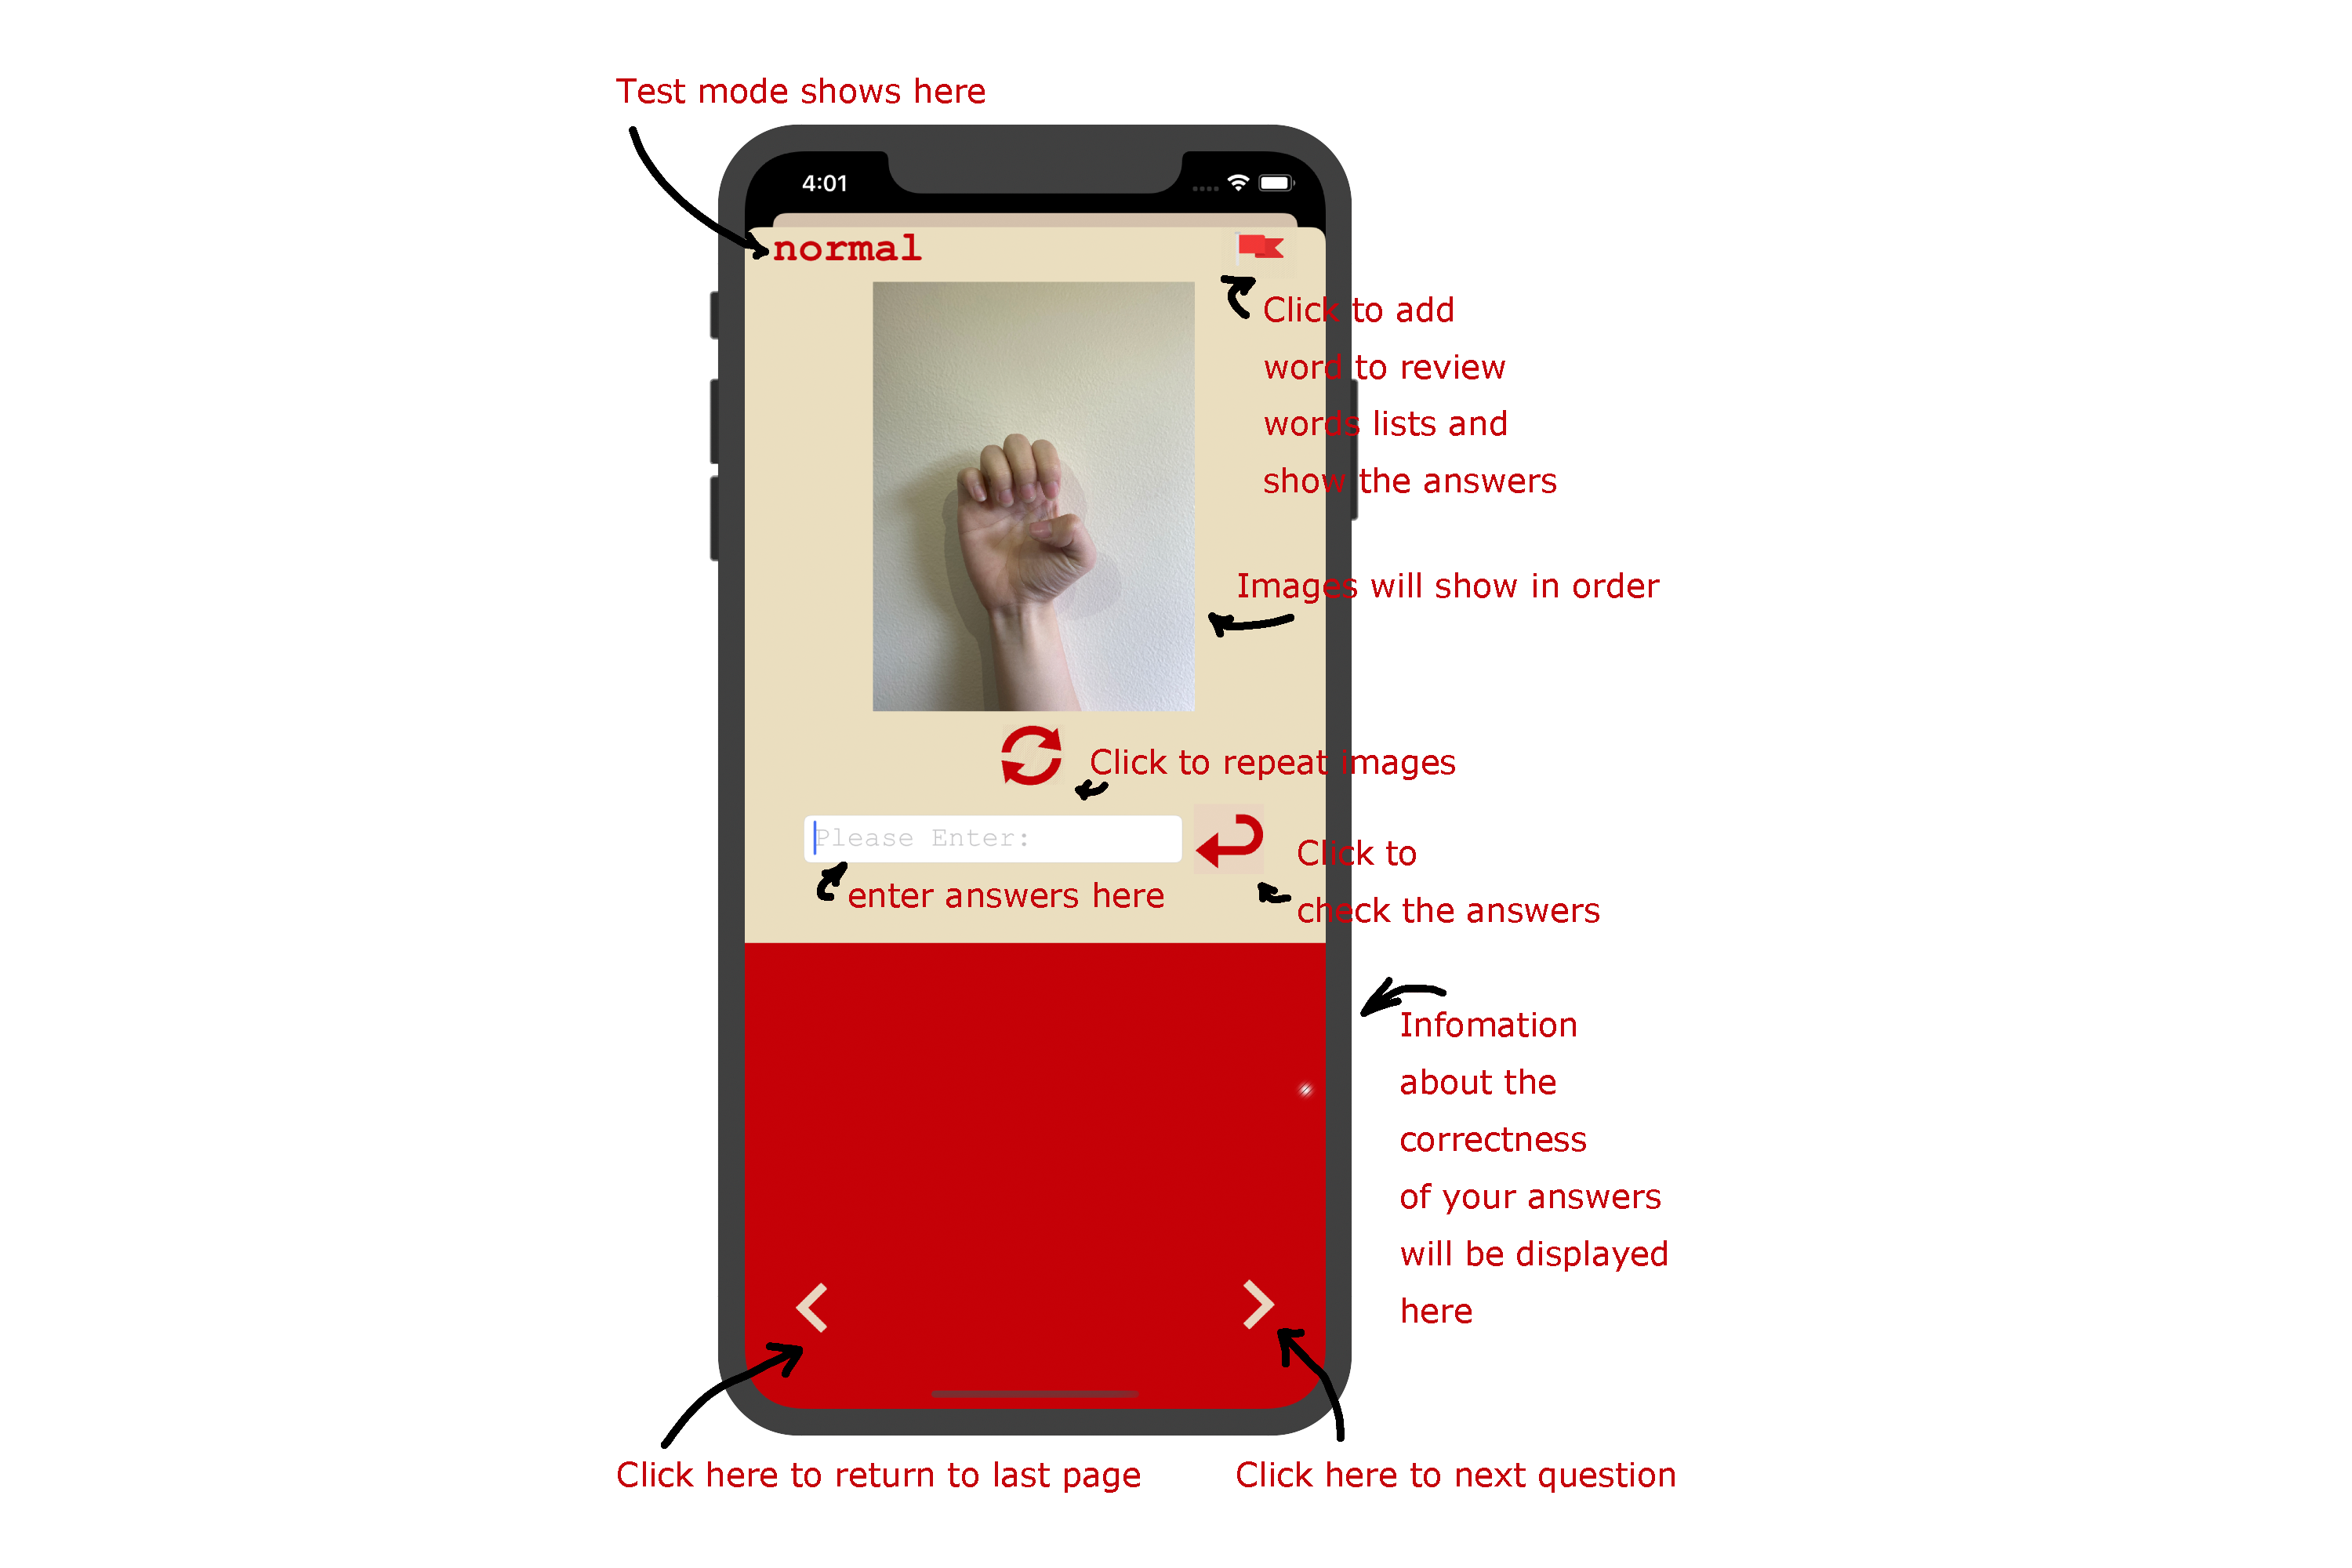 Test mode shows here
4:01
normal
Click to add
word to review
words lists and
show the answers
Images will show in order
Click to repeat images
Please Enter:
Click to
check the answers
enter answers here
Infomation
about the
correctness
of your answers
will be displayed
here
Click here to return to last page
Click here to next question